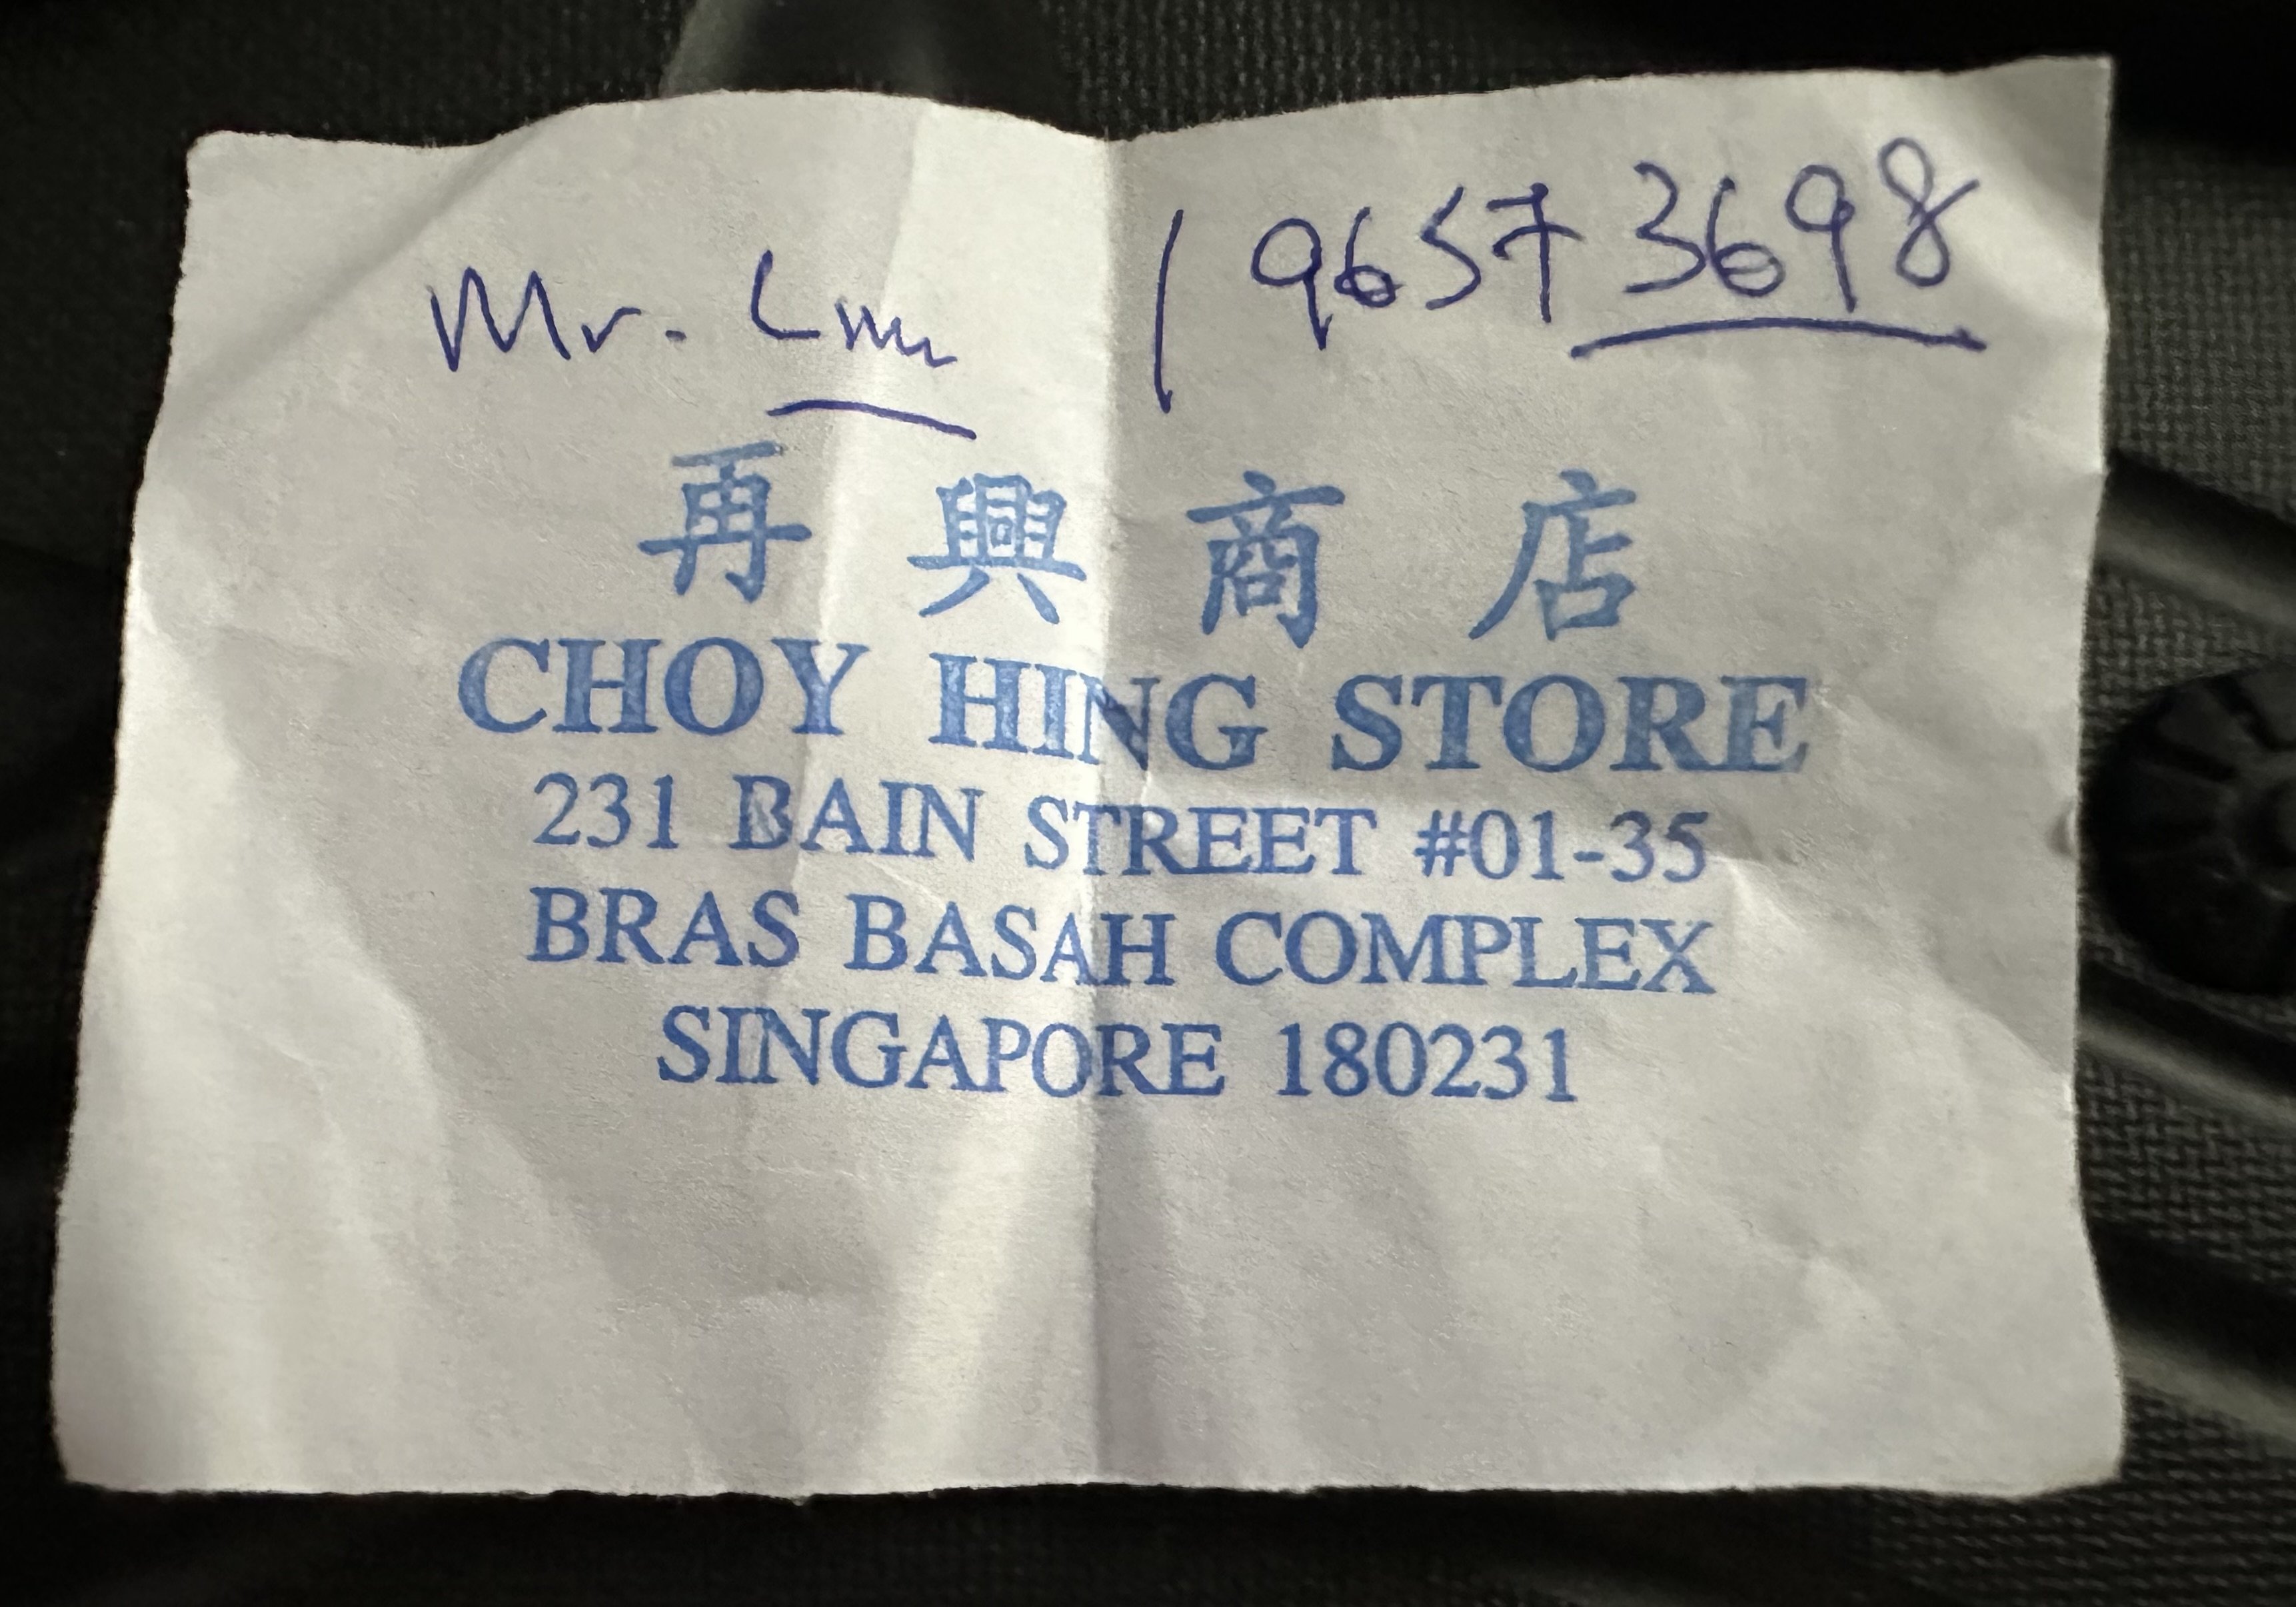 Mr. Lim | 9657 3698
再興商店
CHOY HING STORE
231 BAIN STREET #01-35
BRAS BASAH COMPLEX
SINGAPORE 180231